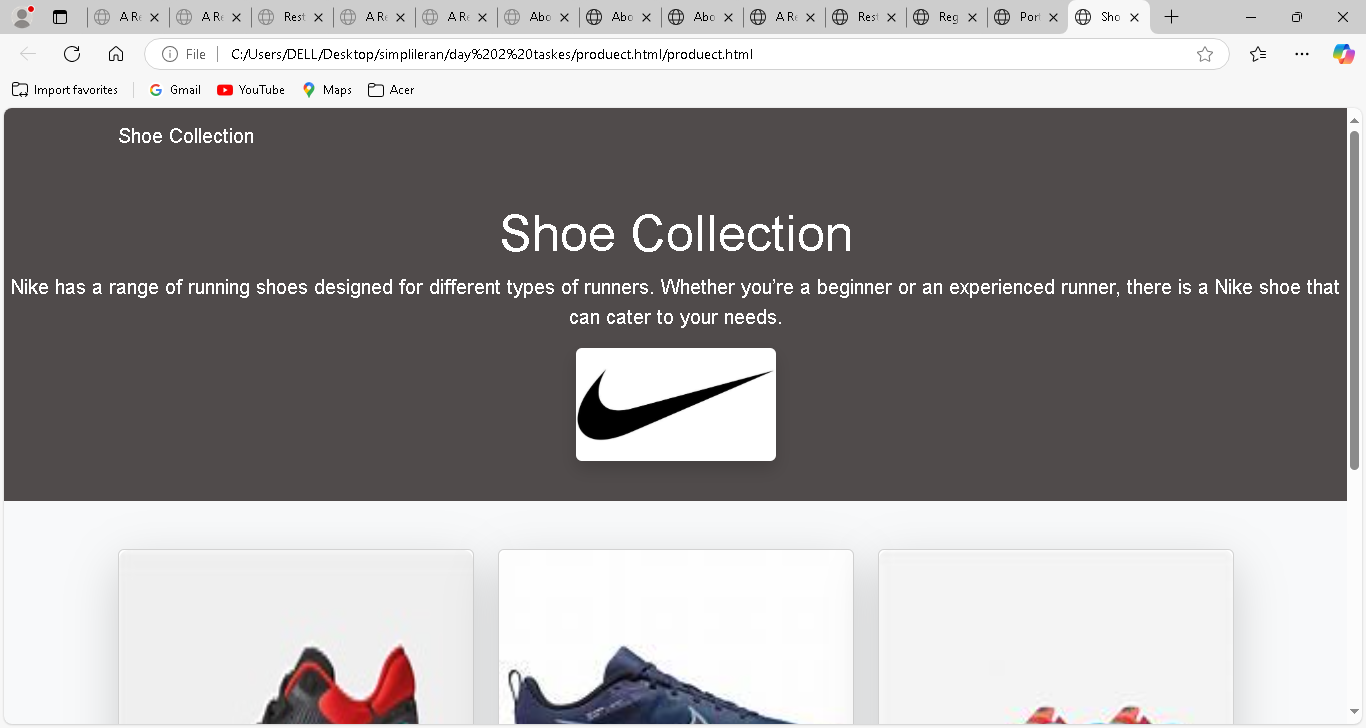 A Re
A Re
Rest
A Re
A Re
Abo
Abo
Abo
A Re
Rest
Reg
Port
Sho
File
C:/Users/DELL/Desktop/simplileran/day%202%20taskes/produect.html/produect.html
Import favorites
Gmail
YouTube
Maps
Acer
Shoe Collection
Shoe Collection
Nike has a range of running shoes designed for different types of runners. Whether you’re a beginner or an experienced runner, there is a Nike shoe that
can cater to your needs.